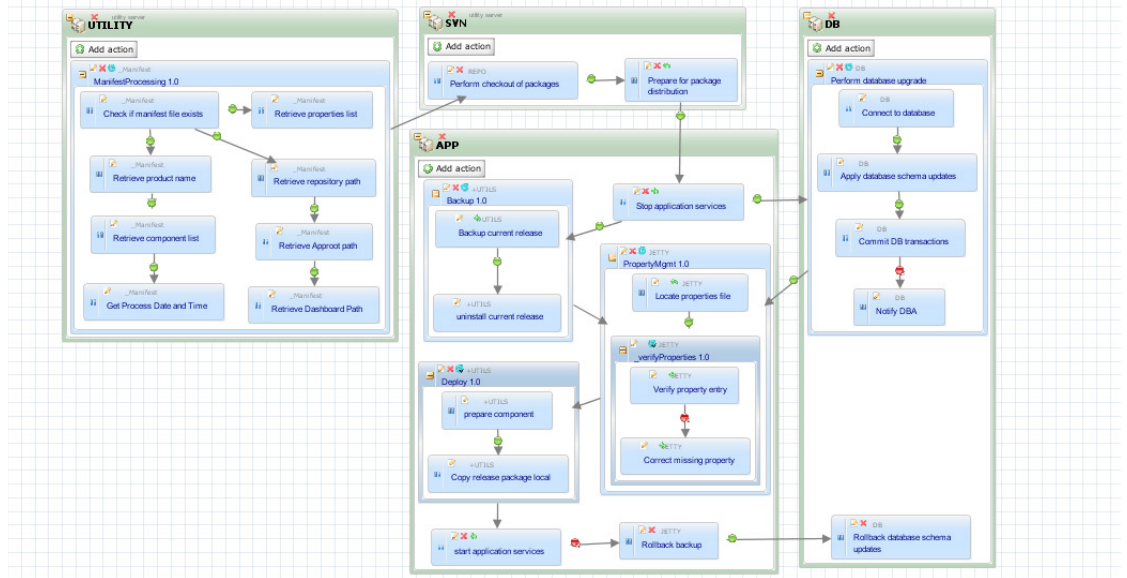 utility server
UTILITY
Add action
_Manifest
ManifestProcessing 1.0
_Manifest
Check if manifest file exists
_Manifest
Retrieve properties list
_Manifest
Retrieve product name
_Manifest
Retrieve repository path
_Manifest
Retrieve component list
_Manifest
Retrieve Approot path
_Manifest
Get Process Date and Time
_Manifest
Retrieve Dashboard Path
utility server
SVN
Add action
REPO
Perform checkout of packages
Prepare for package
distribution
APP
Add action
+UTILS
Backup 1.0
+UTILS
Backup current release
+UTILS
uninstall current release
Stop application services
JETTY
PropertyMgmt 1.0
JETTY
Locate properties file
JETTY
_verifyProperties 1.0
JETTY
Verify property entry
JETTY
Correct missing property
+UTILS
Deploy 1.0
+UTILS
prepare component
+UTILS
Copy release package local
start application services
JETTY
Rollback backup
DB
Add action
DB
Perform database upgrade
DB
Connect to database
DB
Apply database schema updates
DB
Commit DB transactions
DB
Notify DBA
DB
Rollback database schema
updates